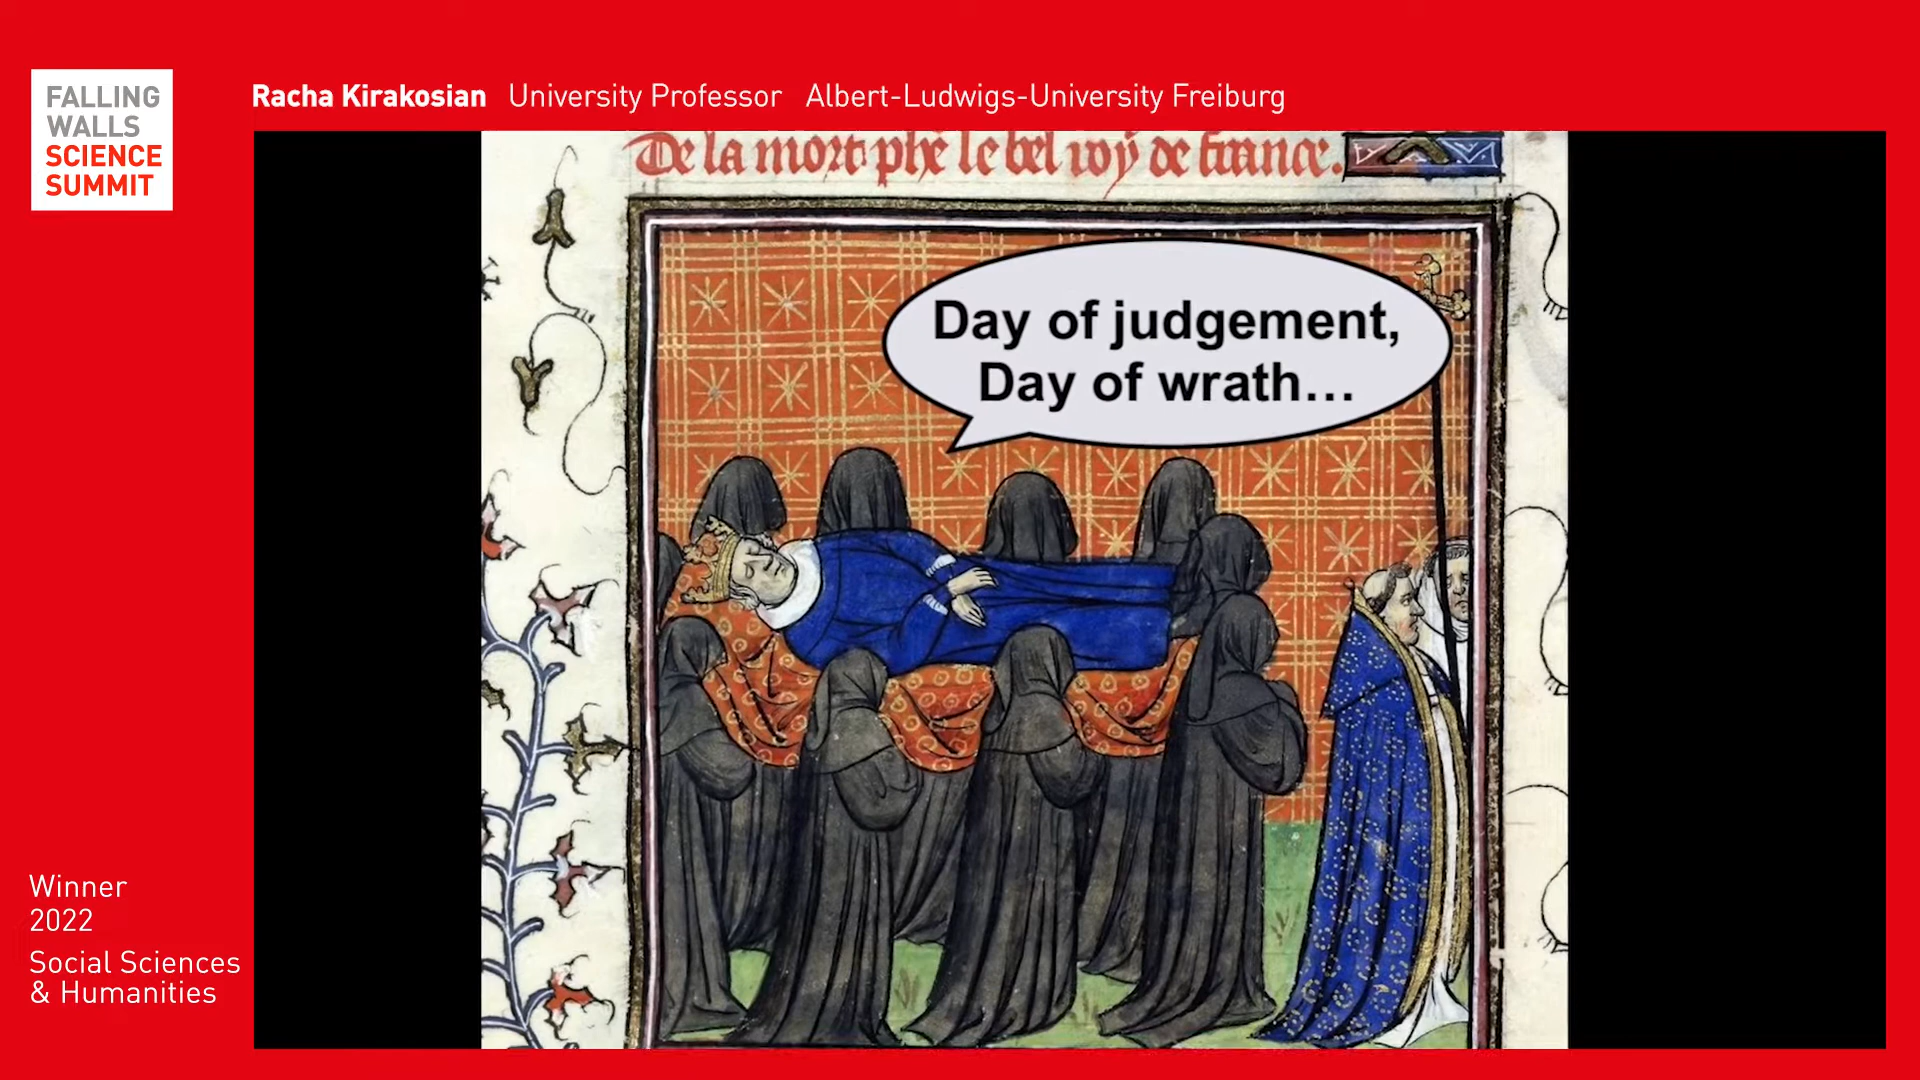 FALLING
WALLS
SCIENCE
SUMMIT
Racha Kirakosian University Professor Albert-Ludwigs-University Freiburg
De la mort phē le bel roy de france.
Day of judgement,
Day of wrath...
Winner
2022
Social Sciences
& Humanities